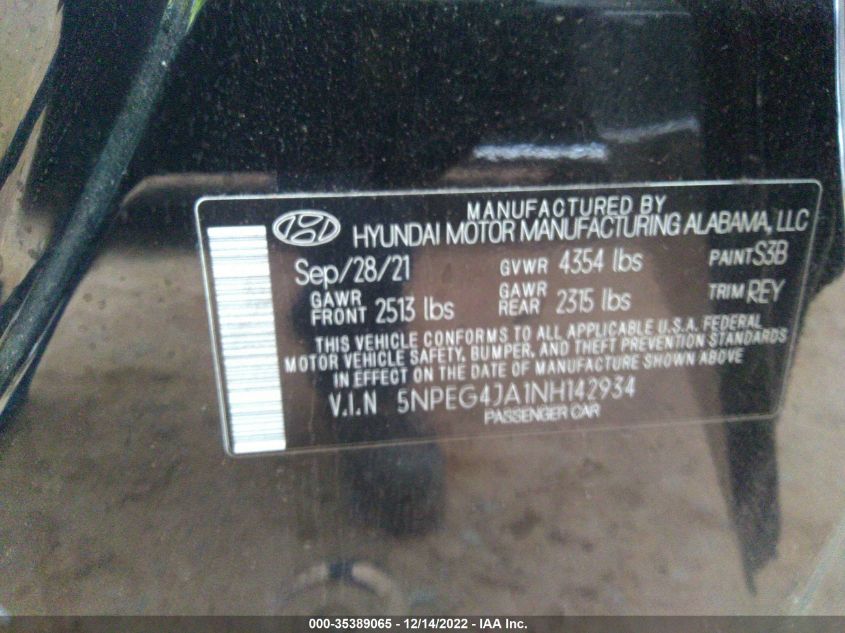 MANUFACTURED BY
HYUNDAI MOTOR MANUFACTURING ALABAMA, LLC
Sep/28/21 GVWR 4354 lbs PAINT S3B
GAWR FRONT 2513 lbs GAWR REAR 2315 lbs TRIM REY
THIS VEHICLE CONFORMS TO ALL APPLICABLE U.S.A. FEDERAL
MOTOR VEHICLE SAFETY, BUMPER, AND THEFT PREVENTION STANDARDS
IN EFFECT ON THE DATE OF MANUFACTURE SHOWN ABOVE
V.I.N 5NPEG4JA1NH142934
PASSENGER CAR
000-35389065 - 12/14/2022 - IAA Inc.